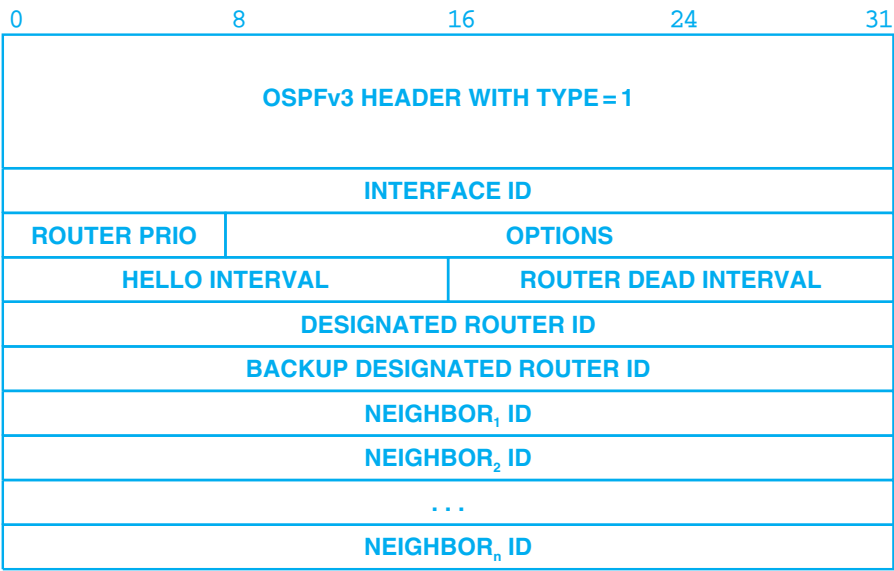 0 8 16 24 31
OSPFv3 HEADER WITH TYPE = 1
INTERFACE ID
ROUTER PRIO OPTIONS
HELLO INTERVAL ROUTER DEAD INTERVAL
DESIGNATED ROUTER ID
BACKUP DESIGNATED ROUTER ID
NEIGHBOR₁ ID
NEIGHBOR₂ ID
. . .
NEIGHBORₙ ID